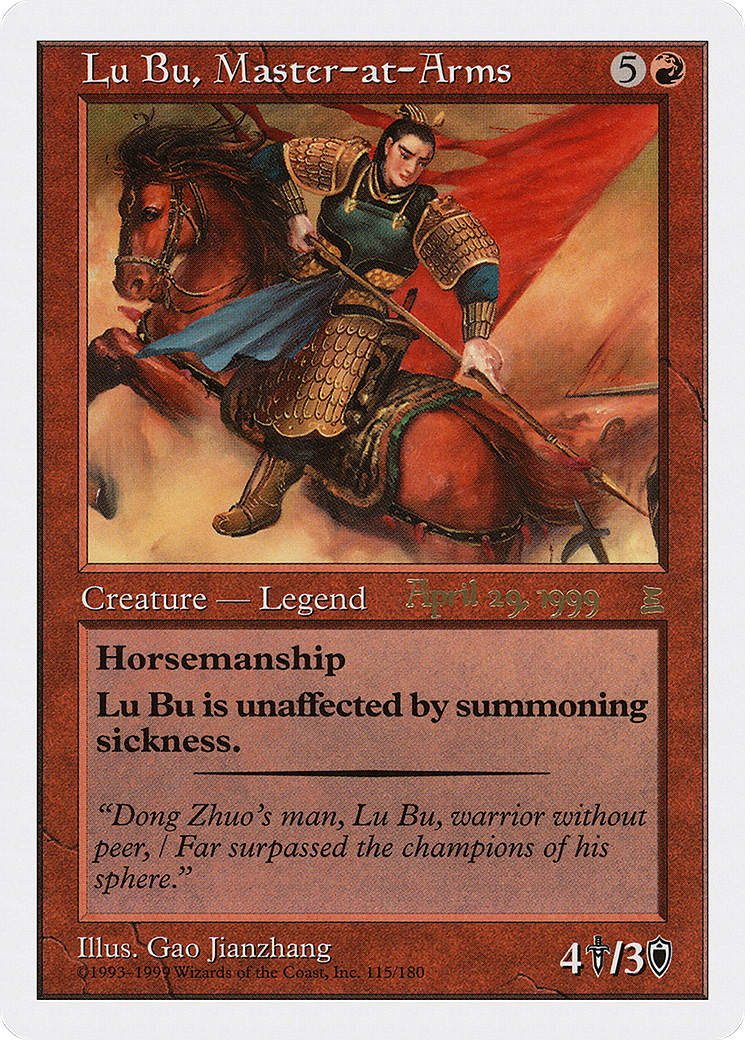 Lu Bu, Master-at-Arms 5
Creature — Legend April 29, 1999
Horsemanship
Lu Bu is unaffected by summoning
sickness.
“Dong Zhuo’s man, Lu Bu, warrior without
peer, / Far surpassed the champions of his
sphere.”
Illus. Gao Jianzhang
©1993–1999 Wizards of the Coast, Inc. 115/180
4/3